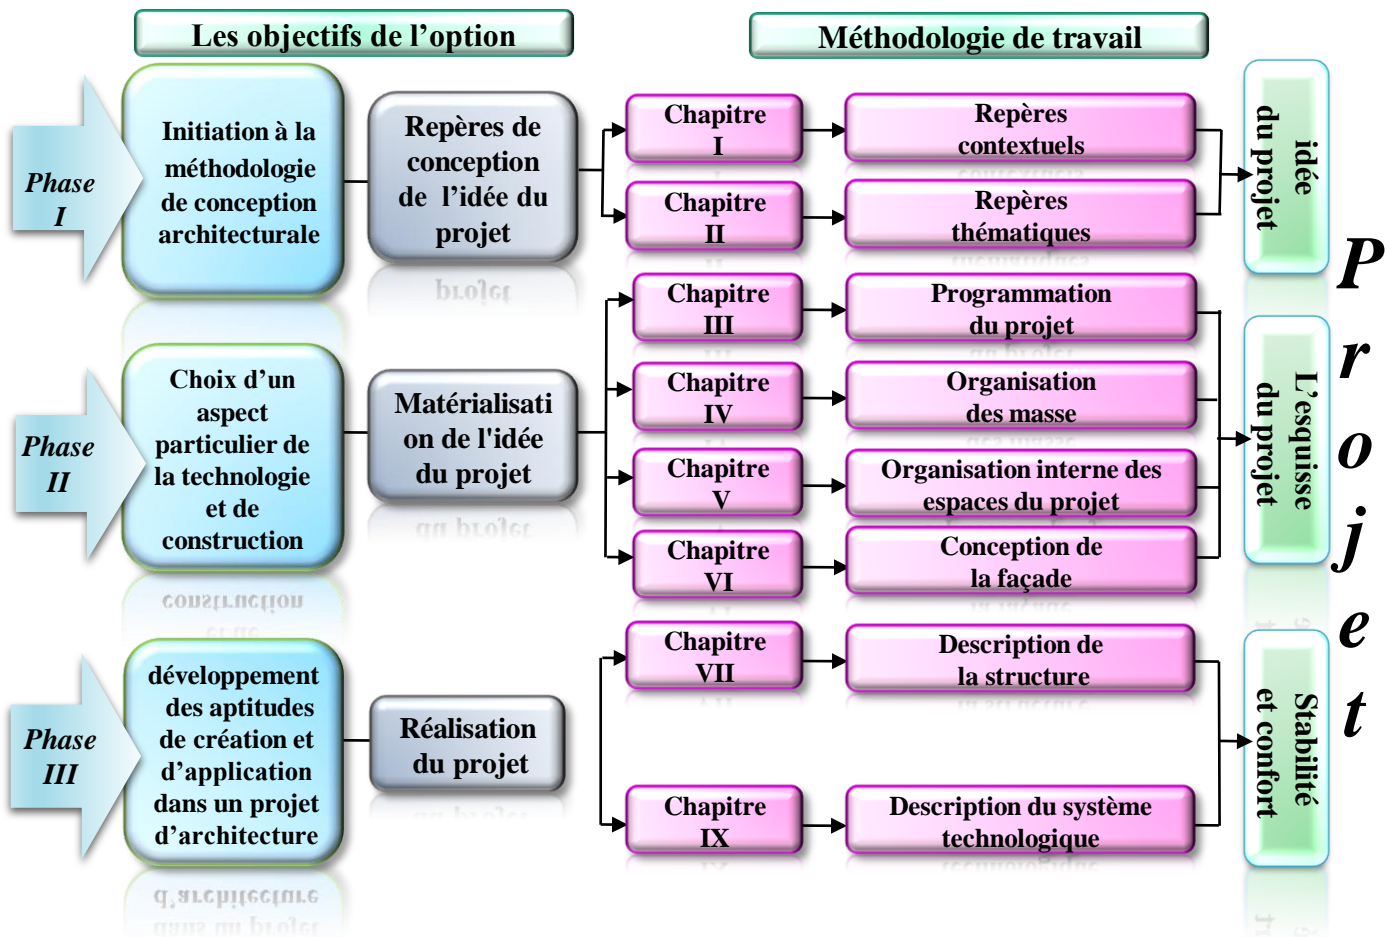 Les objectifs de l’option
Méthodologie de travail
Phase
I
Initiation à la
méthodologie
de conception
architecturale
Repères de
conception
de l’idée du
projet
Chapitre
I
Repères
contextuels
Chapitre
II
Repères
thématiques
idée
du projet
Phase
II
Choix d’un
aspect
particulier de
la technologie
et de
construction
Matérialisati
on de l'idée
du projet
Chapitre
III
Programmation
du projet
Chapitre
IV
Organisation
des masse
Chapitre
V
Organisation interne des
espaces du projet
Chapitre
VI
Conception de
la façade
L’esquisse
du projet
Phase
III
développement
des aptitudes
de création et
d’application
dans un projet
d’architecture
Réalisation
du projet
Chapitre
VII
Description de
la structure
Chapitre
IX
Description du système
technologique
Stabilité
et confort
Projet